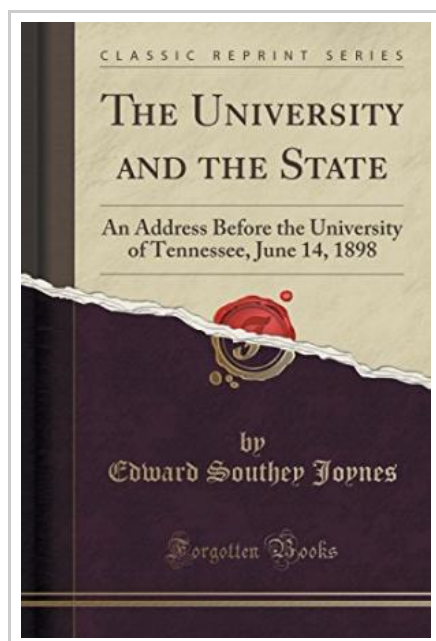 CLASSIC REPRINT SERIES
THE UNIVERSITY
AND THE STATE
An Address Before the University
of Tennessee, June 14, 1898
by
Edward Southey Joynes
Forgotten Books